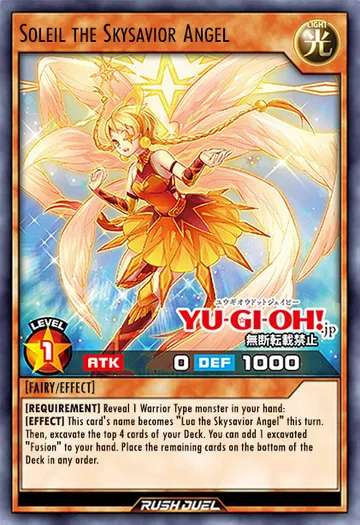 SOLEIL THE SKYSAVIOR ANGEL
LIGHT
光
ユウギオウドットジェイピー
YU-GI-OH!.jp
無断転載禁止
LEVEL
1
ATK 0 DEF 1000
[FAIRY/EFFECT]
[REQUIREMENT] Reveal 1 Warrior Type monster in your hand:
[EFFECT] This card's name becomes "Lua the Skysavior Angel" this turn.
Then, excavate the top 4 cards of your Deck. You can add 1 excavated
"Fusion" to your hand. Place the remaining cards on the bottom of the
Deck in any order.
RUSH DUEL